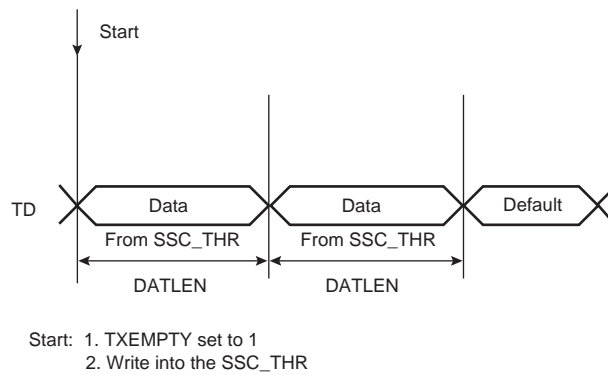 Start
TD
Data
Data
Default
From SSC_THR
From SSC_THR
DATLEN
DATLEN
Start: 1. TXEMPTY set to 1
2. Write into the SSC_THR